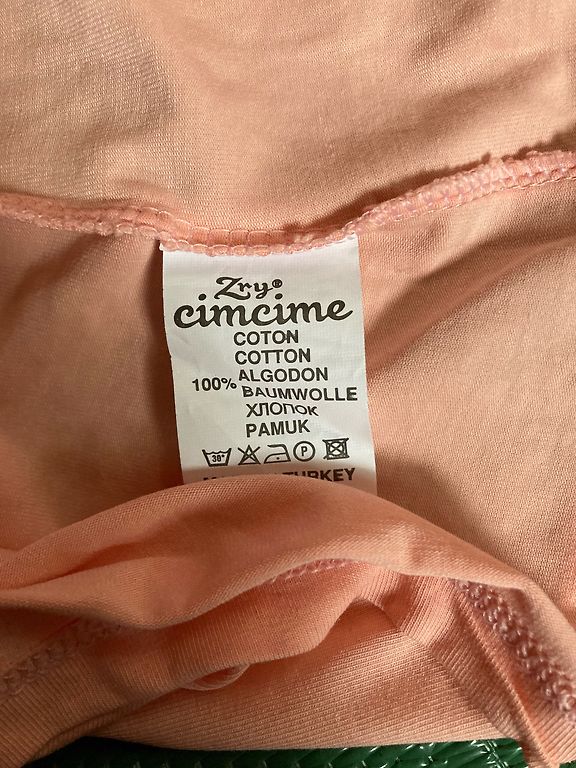 Zry®
cimcime
COTON
COTTON
100% ALGODON
BAUMWOLLE
ХЛОПОК
PAMUK
30° P
TURKEY